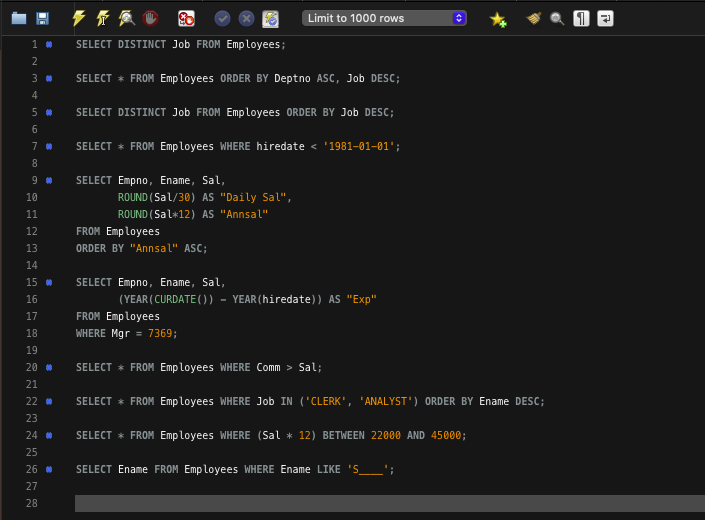 Limit to 1000 rows
1 SELECT DISTINCT Job FROM Employees;
2
3 SELECT * FROM Employees ORDER BY Deptno ASC, Job DESC;
4
5 SELECT DISTINCT Job FROM Employees ORDER BY Job DESC;
6
7 SELECT * FROM Employees WHERE hiredate < '1981-01-01';
8
9 SELECT Empno, Ename, Sal,
10 ROUND(Sal/30) AS "Daily Sal",
11 ROUND(Sal*12) AS "Annsal"
12 FROM Employees
13 ORDER BY "Annsal" ASC;
14
15 SELECT Empno, Ename, Sal,
16 (YEAR(CURDATE()) - YEAR(hiredate)) AS "Exp"
17 FROM Employees
18 WHERE Mgr = 7369;
19
20 SELECT * FROM Employees WHERE Comm > Sal;
21
22 SELECT * FROM Employees WHERE Job IN ('CLERK', 'ANALYST') ORDER BY Ename DESC;
23
24 SELECT * FROM Employees WHERE (Sal * 12) BETWEEN 22000 AND 45000;
25
26 SELECT Ename FROM Employees WHERE Ename LIKE 'S____';
27
28